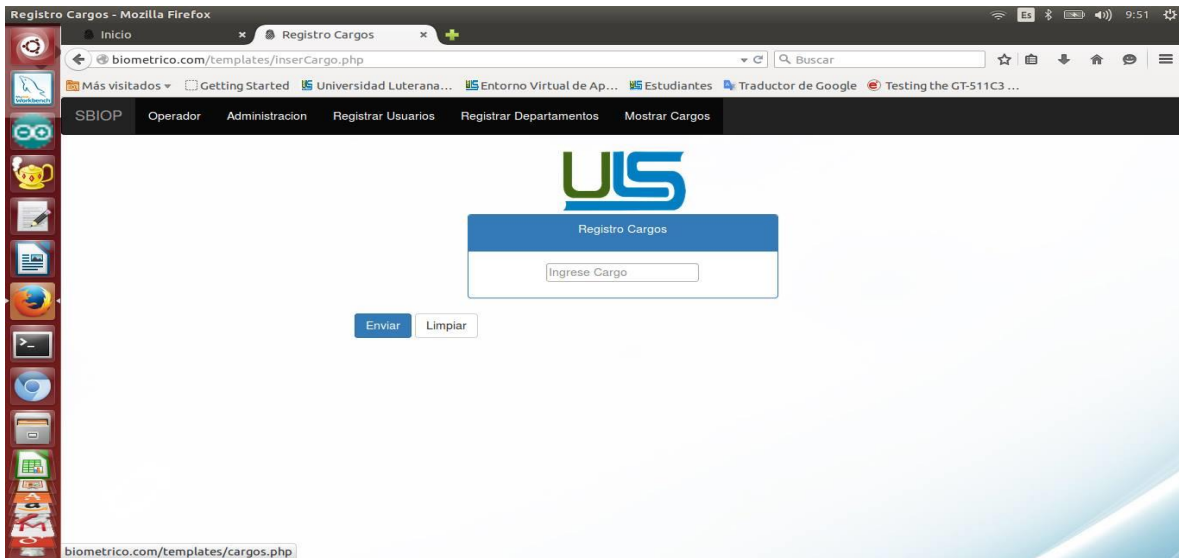 Registro Cargos - Mozilla Firefox
Es
9:51
Inicio
Registro Cargos
biometrico.com/templates/inserCargo.php
Buscar
Más visitados
Getting Started
Universidad Luterana...
Entorno Virtual de Ap...
Estudiantes
Traductor de Google
Testing the GT-511C3 ...
Workbench
SBIOP
Operador
Administracion
Registrar Usuarios
Registrar Departamentos
Mostrar Cargos
ULS
Registro Cargos
Ingrese Cargo
Enviar
Limpiar
biometrico.com/templates/cargos.php